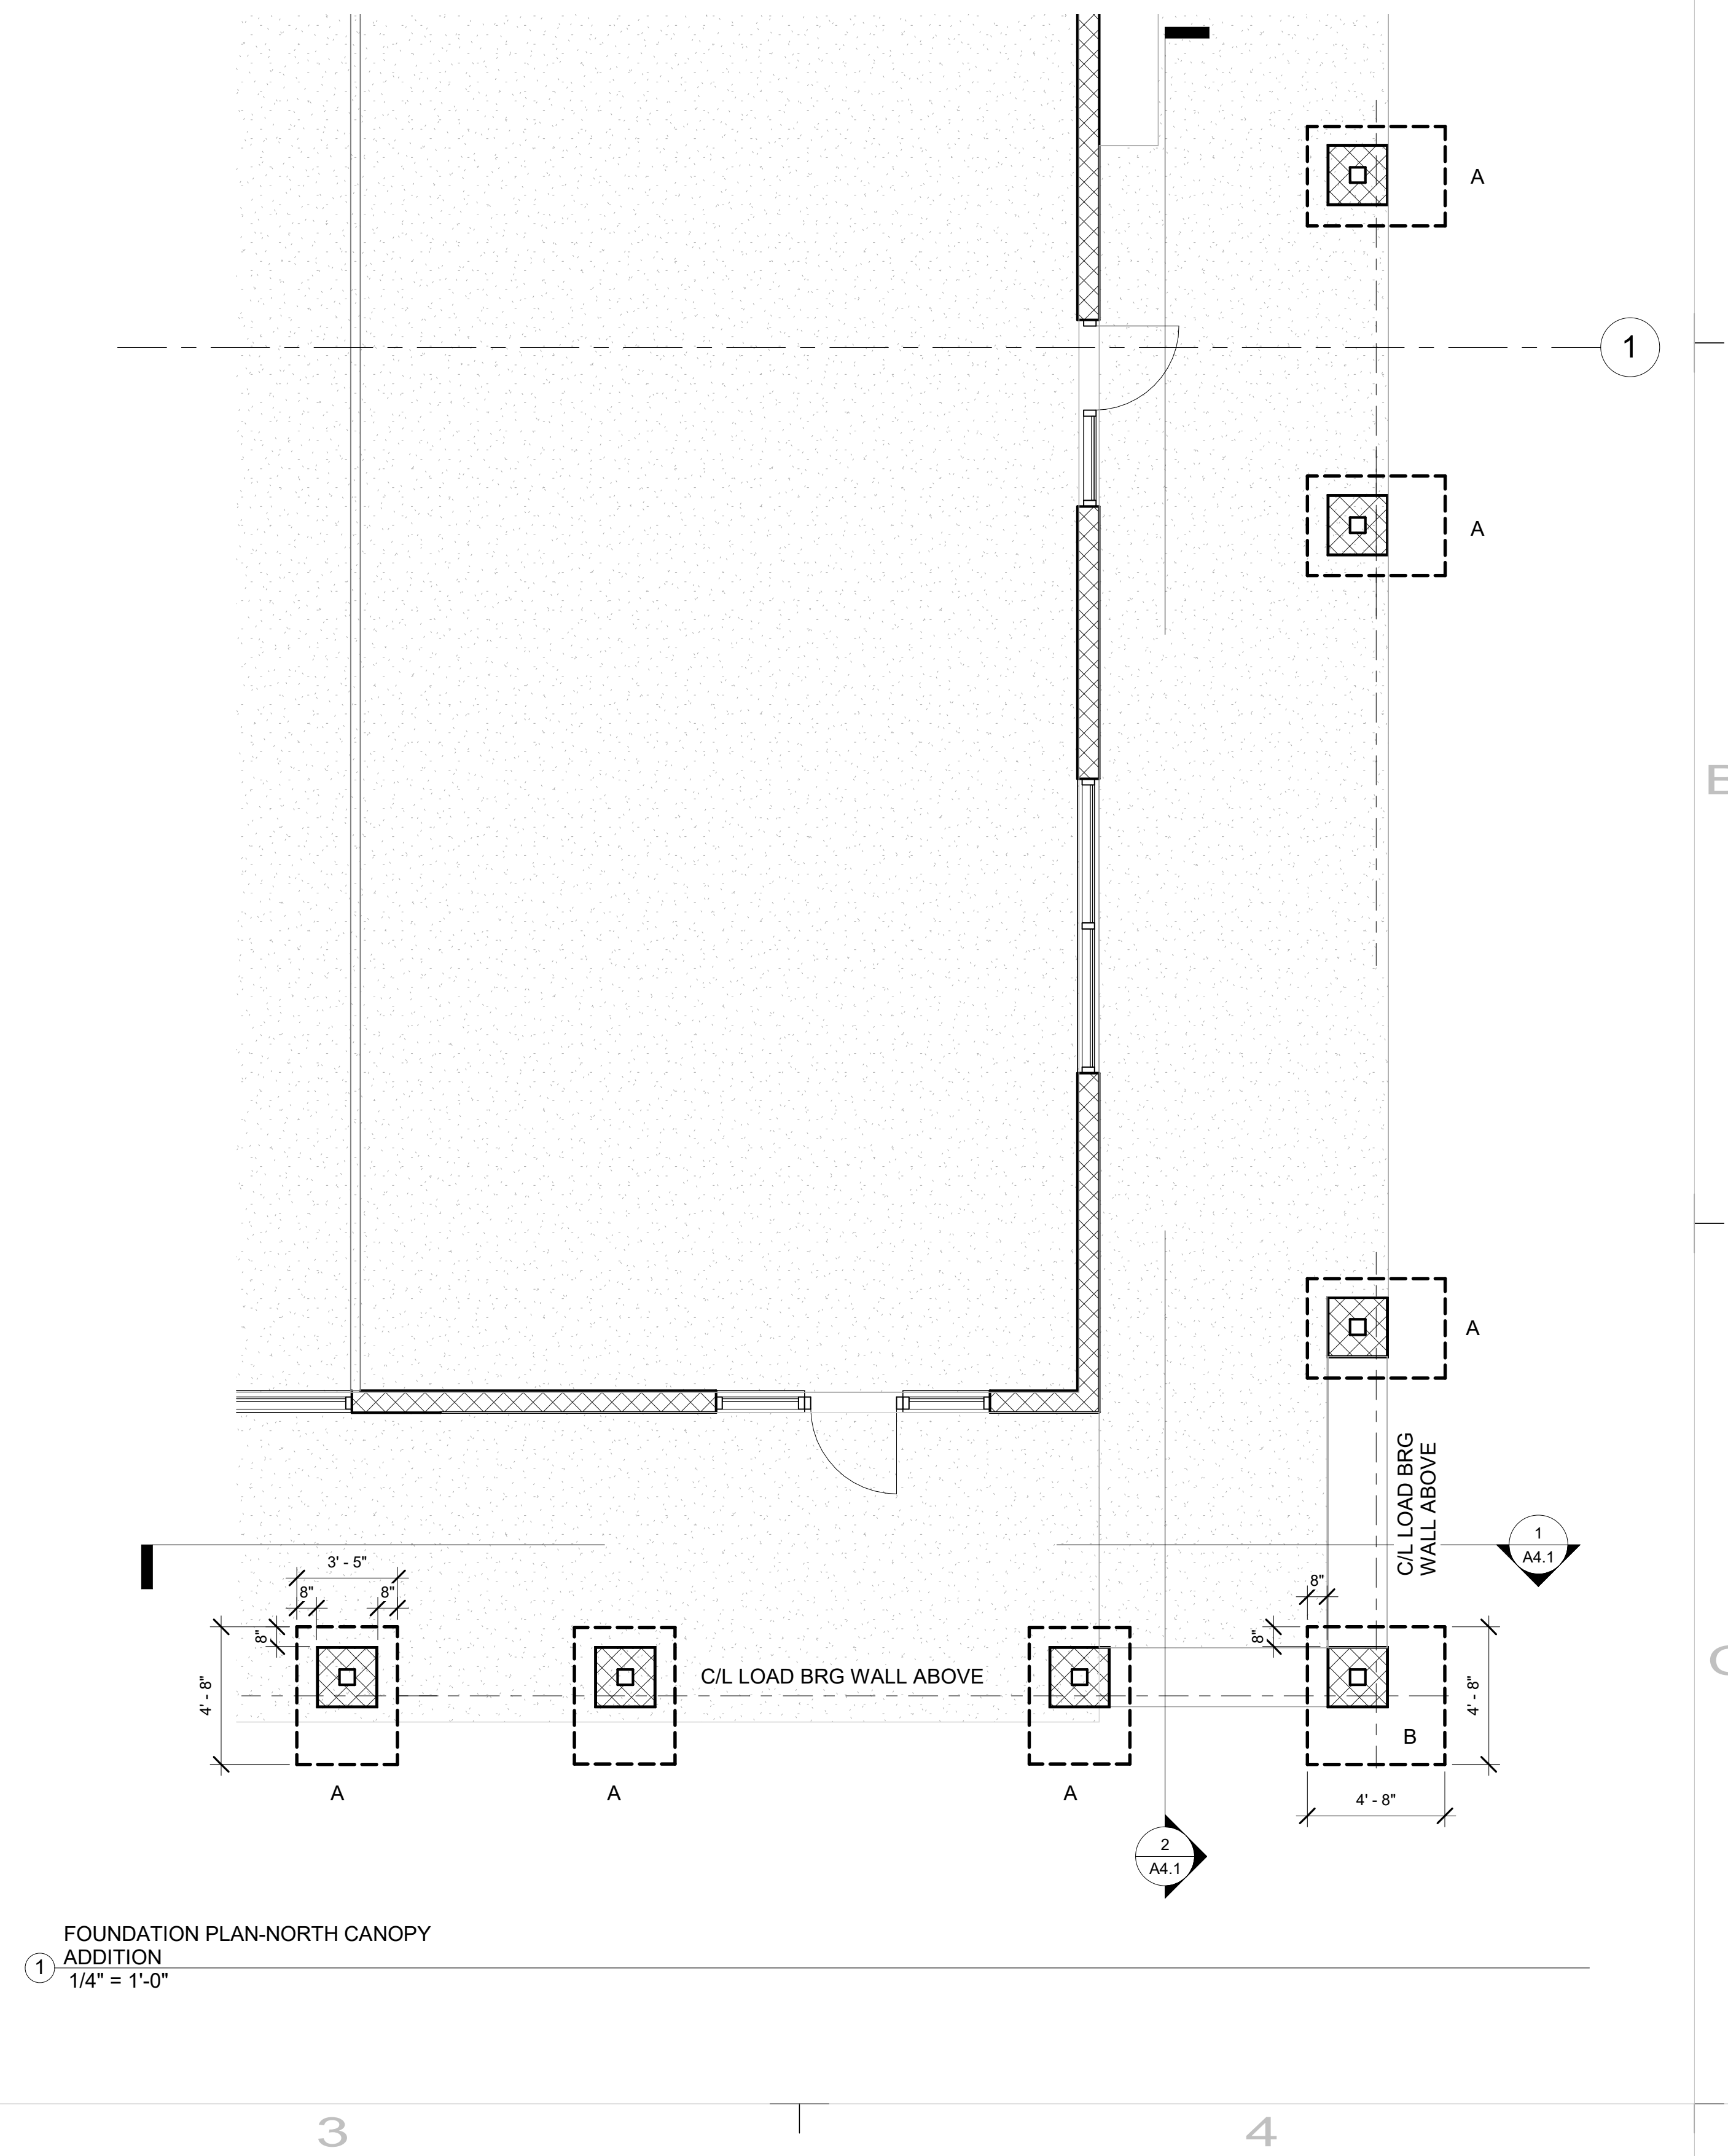 A
1
A
E
A
C/L LOAD BRG
WALL ABOVE
1
A4.1
3' - 5"
8"
8"
8"
4' - 8"
8"
8"
C/L LOAD BRG WALL ABOVE
4' - 8"
B
A
A
A
4' - 8"
2
A4.1
FOUNDATION PLAN-NORTH CANOPY
ADDITION
1
1/4" = 1'-0"
3
4